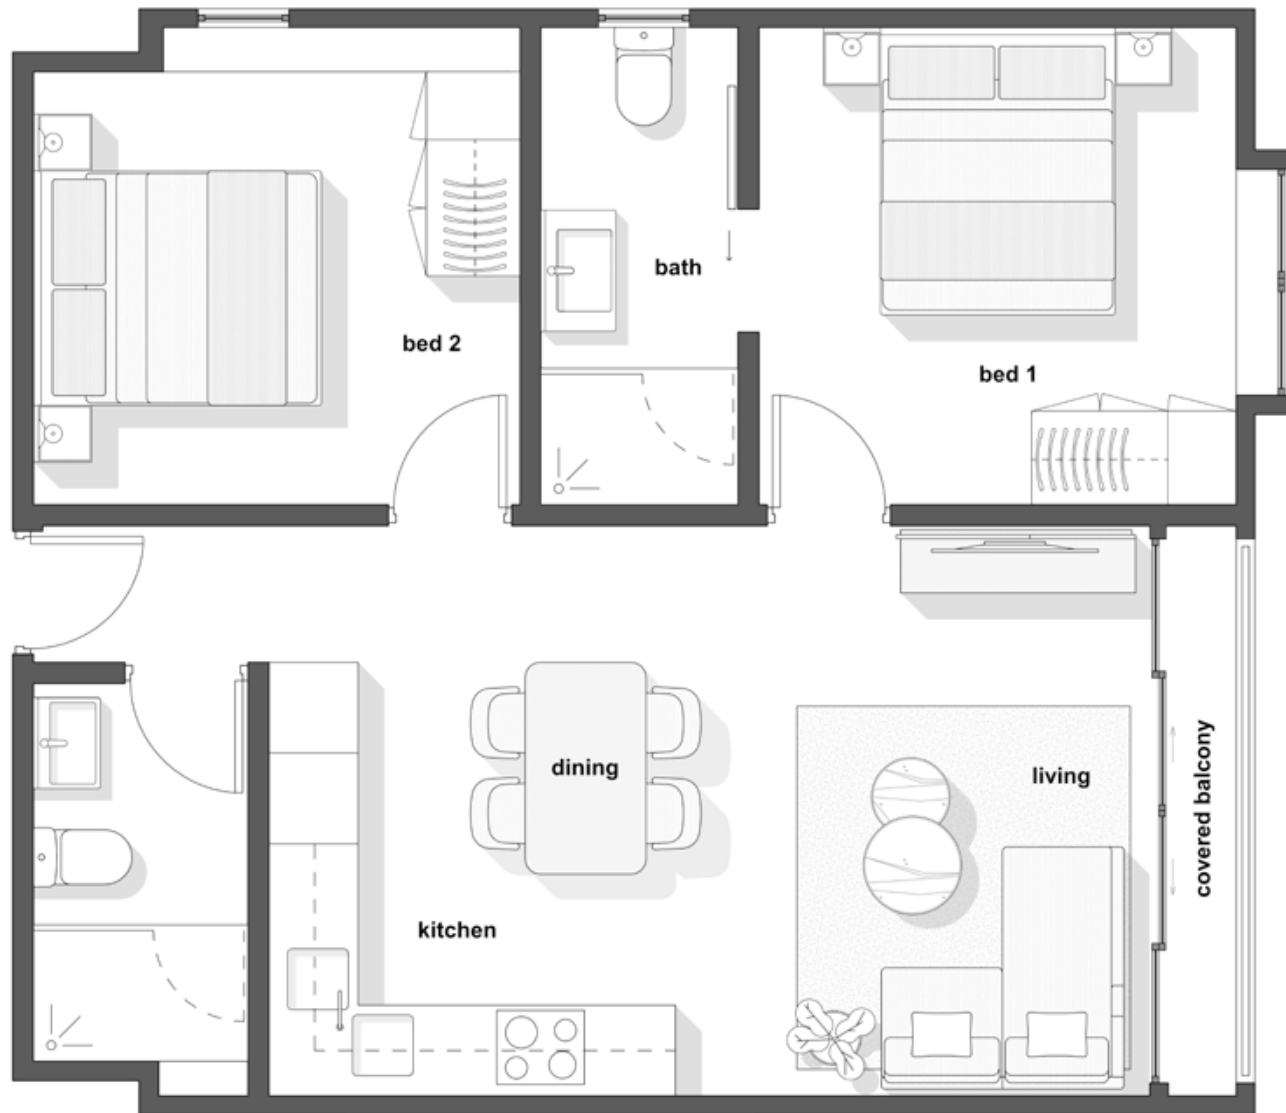 bath
bed 2
bed 1
dining
living
covered balcony
kitchen